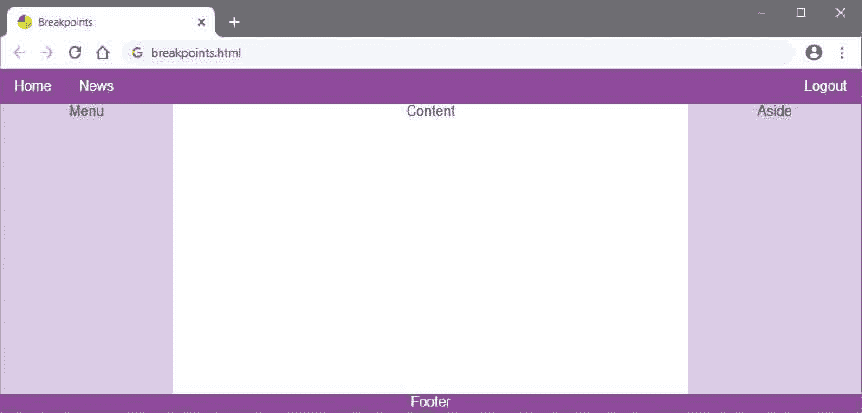 Breakpoints
breakpoints.html
Home News Logout
Menu Content Aside
Footer